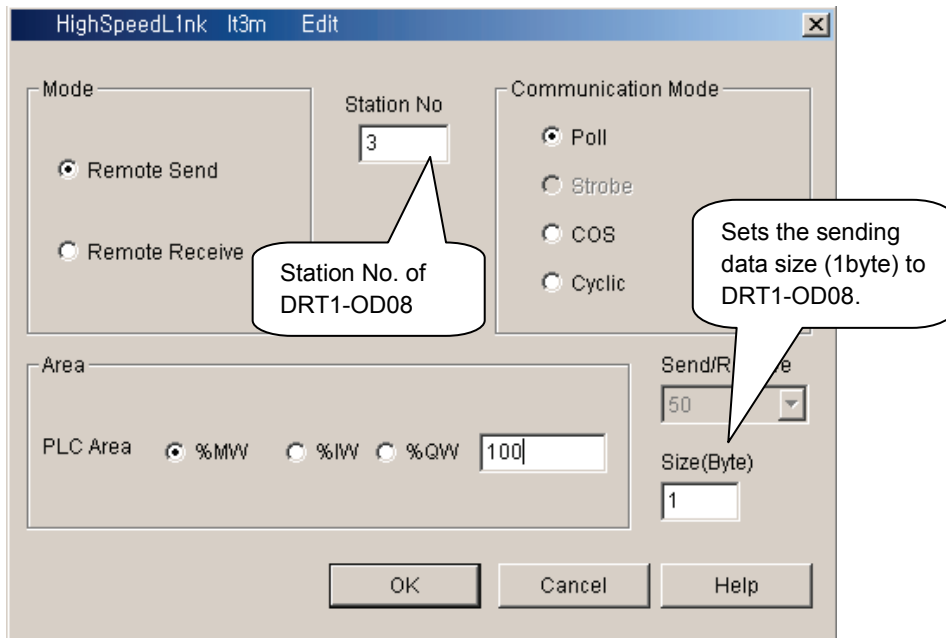 HighSpeedL1nk It3m Edit
Mode
Remote Send
Remote Receive
Station No
3
Station No. of
DRT1-OD08
Communication Mode
Poll
Strobe
COS
Cyclic
Sets the sending
data size (1byte) to
DRT1-OD08.
Area
PLC Area %MW %IW %QW 100
50
Size(Byte)
1
OK Cancel Help